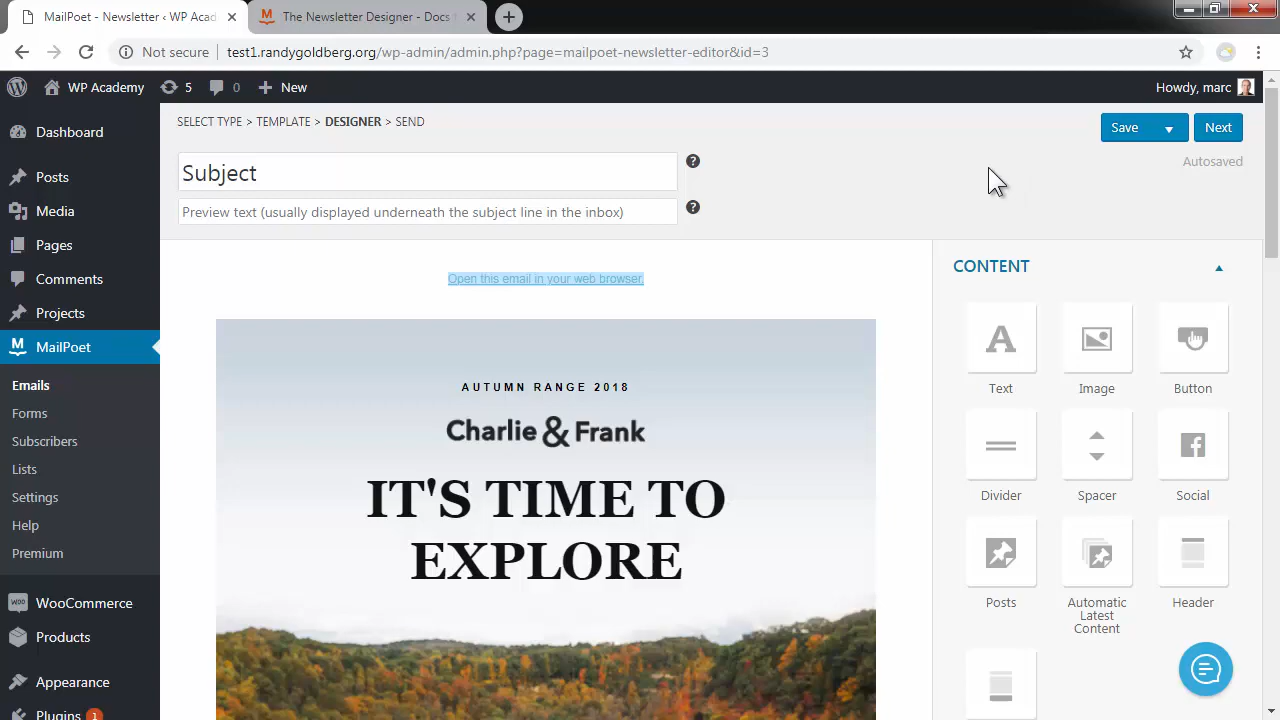 MailPoet - Newsletter ‹ WP Acad
The Newsletter Designer - Docs
Not secure
test1.randygoldberg.org/wp-admin/admin.php?page=mailpoet-newsletter-editor&id=3
WP Academy
5
0
New
Howdy, marc
Dashboard
Posts
Media
Pages
Comments
Projects
MailPoet
Emails
Forms
Subscribers
Lists
Settings
Help
Premium
WooCommerce
Products
Appearance
Plugins 1
SELECT TYPE > TEMPLATE > DESIGNER > SEND
Save
Next
Autosaved
Subject
?
Preview text (usually displayed underneath the subject line in the inbox)
?
Open this email in your web browser.
AUTUMN RANGE 2018
Charlie & Frank
IT'S TIME TO
EXPLORE
CONTENT
Text
Image
Button
Divider
Spacer
Social
Posts
Automatic
Latest
Content
Header